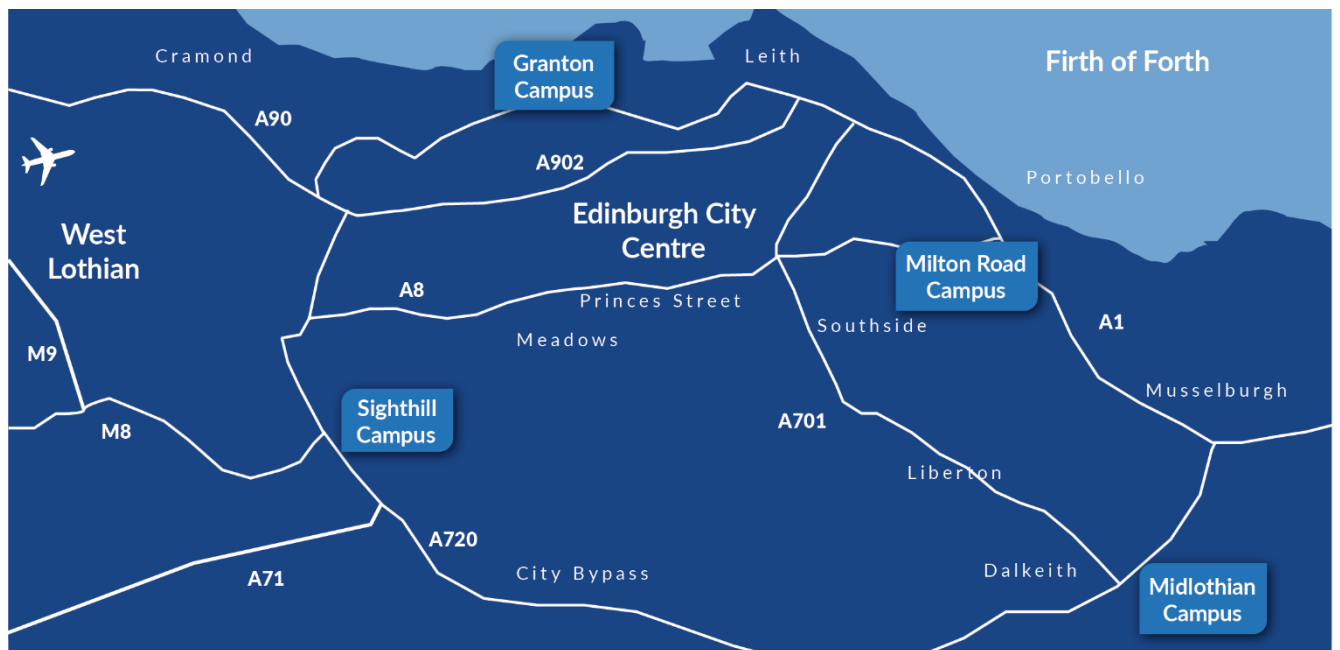 Cramond
Granton
Campus
Leith
Firth of Forth
A90
A902
Portobello
West
Lothian
Edinburgh City
Centre
Milton Road
Campus
A8
Princes Street
Southside
A1
Meadows
M9
Musselburgh
Sighthill
Campus
M8
A701
Liberton
A720
A71
City Bypass
Dalkeith
Midlothian
Campus